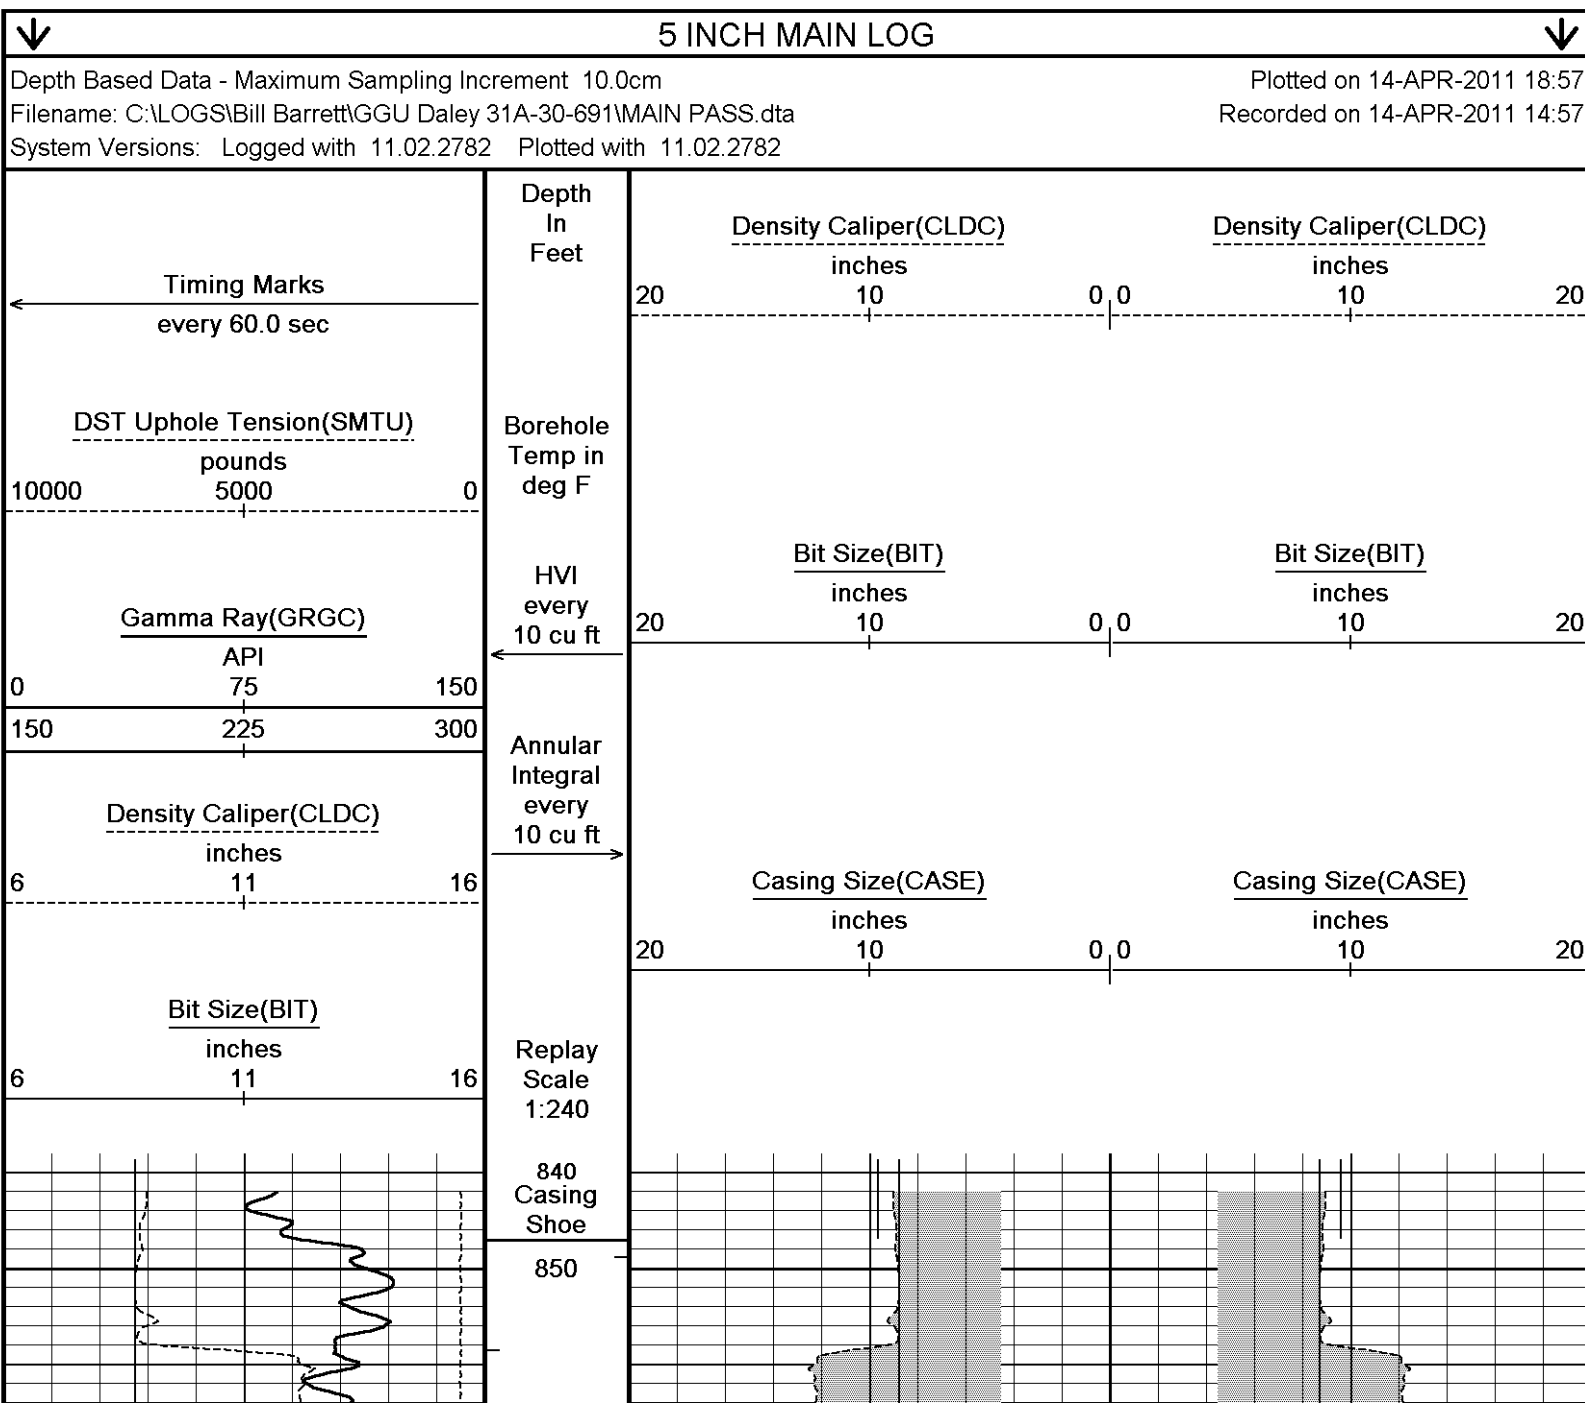 5 INCH MAIN LOG
Depth Based Data - Maximum Sampling Increment 10.0cm
Plotted on 14-APR-2011 18:57
Filename: C:\LOGS\Bill Barrett\GGU Daley 31A-30-691\MAIN PASS.dta
Recorded on 14-APR-2011 14:57
System Versions: Logged with 11.02.2782 Plotted with 11.02.2782
Timing Marks
every 60.0 sec
DST Uphole Tension(SMTU)
pounds
10000 5000 0
Gamma Ray(GRGC)
API
0 75 150
150 225 300
Density Caliper(CLDC)
inches
6 11 16
Bit Size(BIT)
inches
6 11 16
Depth
In
Feet
Borehole
Temp in
deg F
HVI
every
10 cu ft
Annular
Integral
every
10 cu ft
Replay
Scale
1:240
840
Casing
Shoe
850
Density Caliper(CLDC)
inches
20 10 0
Density Caliper(CLDC)
inches
0 10 20
Bit Size(BIT)
inches
20 10 0
Bit Size(BIT)
inches
0 10 20
Casing Size(CASE)
inches
20 10 0
Casing Size(CASE)
inches
0 10 20